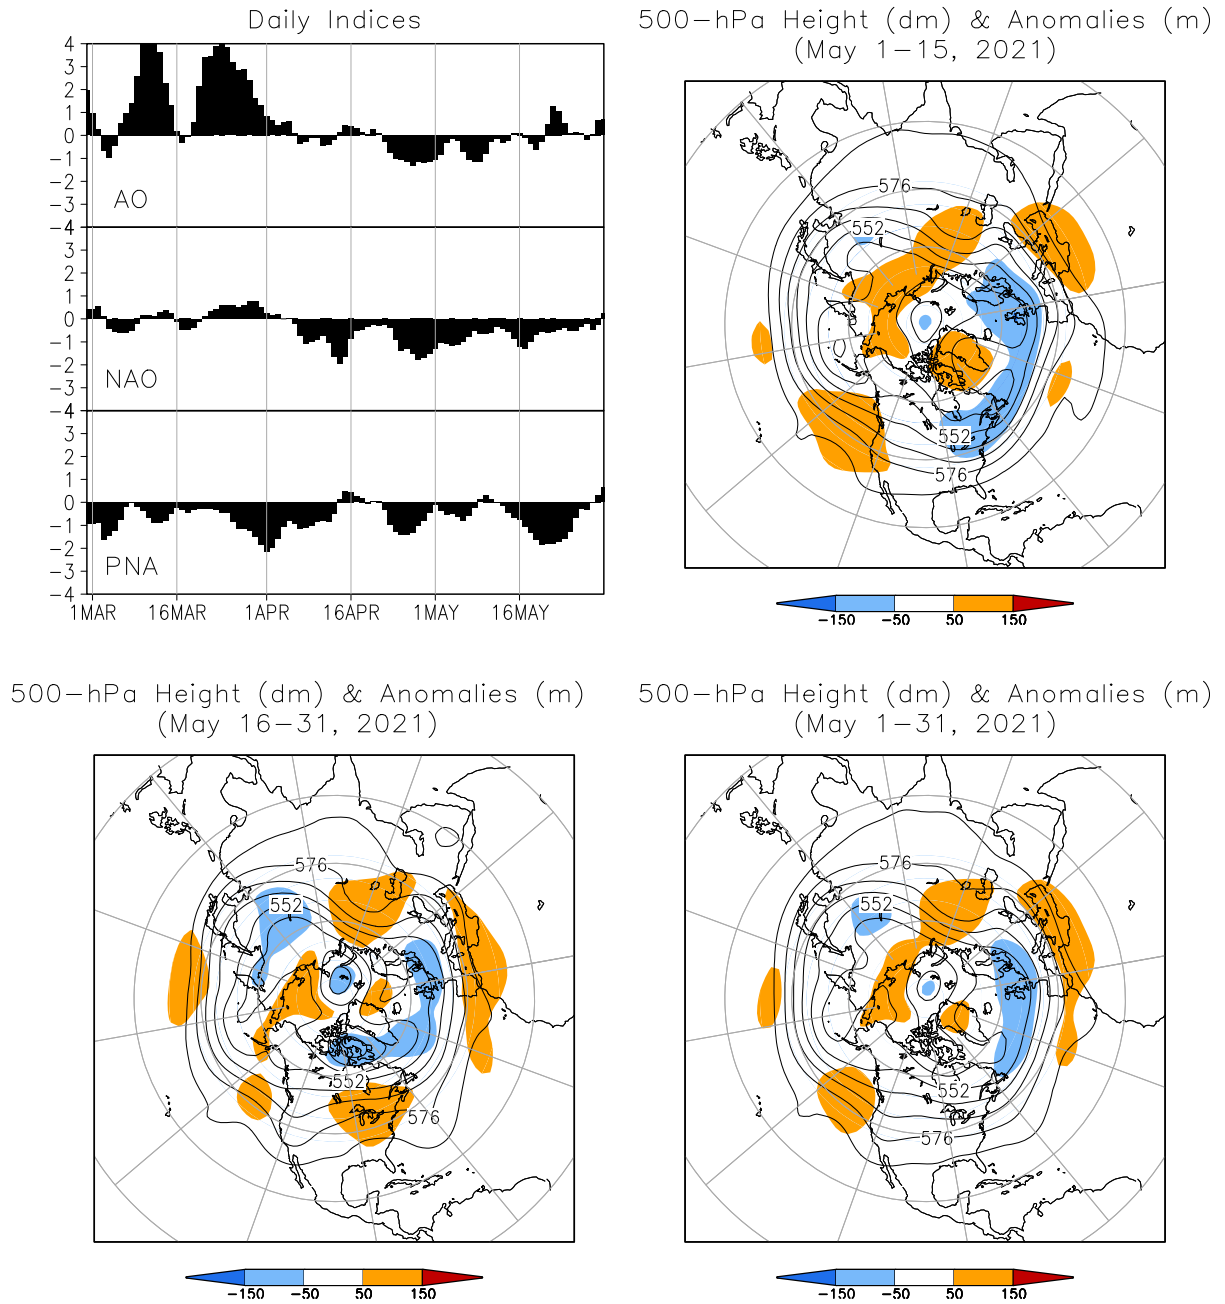 Daily Indices
4
3
2
1
0
-1
-2
-3
-4
AO
3
2
1
0
-1
-2
-3
-4
NAO
3
2
1
0
-1
-2
-3
-4
PNA
1MAR 16MAR 1APR 16APR 1MAY 16MAY
500-hPa Height (dm) & Anomalies (m)
(May 1-15, 2021)
576
552
552
576
-150 -50 50 150
500-hPa Height (dm) & Anomalies (m)
(May 16-31, 2021)
576
552
552
576
-150 -50 50 150
500-hPa Height (dm) & Anomalies (m)
(May 1-31, 2021)
576
552
552
576
-150 -50 50 150